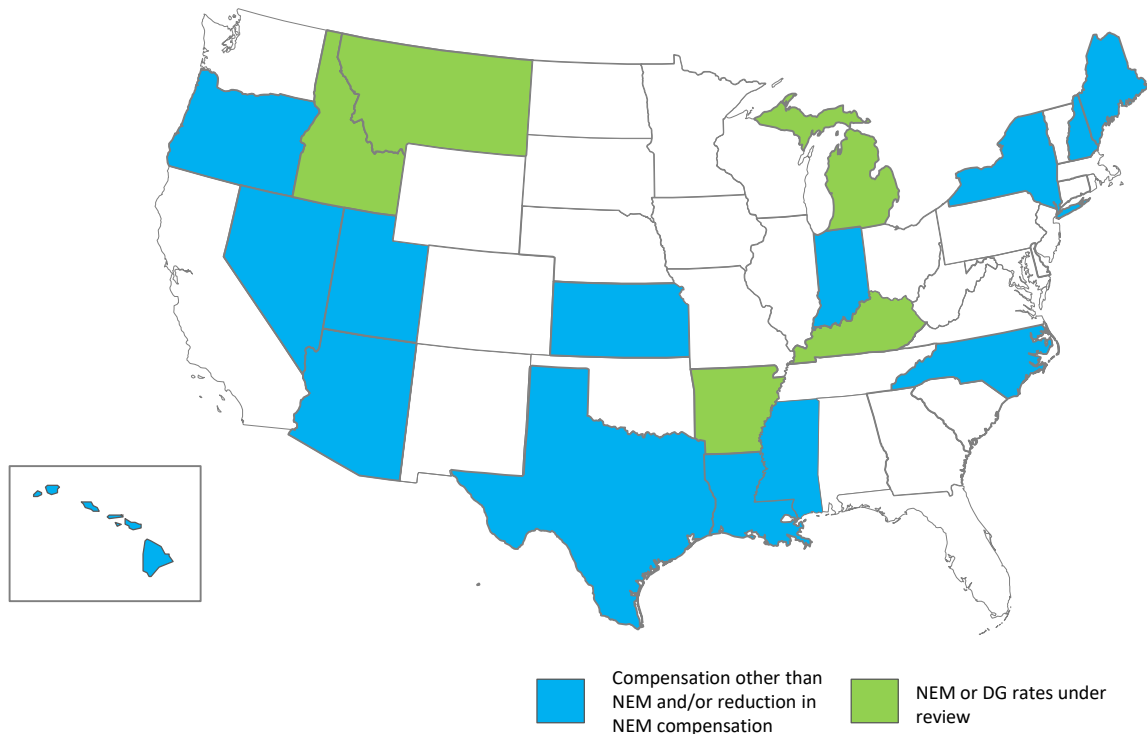 Compensation other than
NEM and/or reduction in
NEM compensation
NEM or DG rates under
review